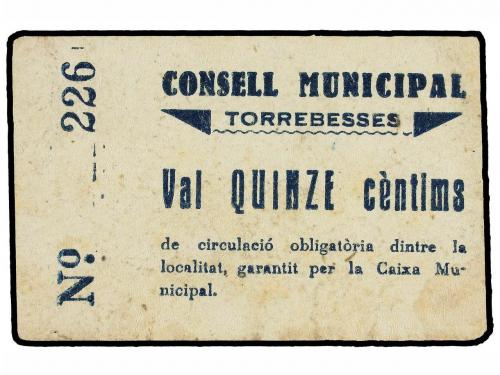 Nº. 226
CONSELL MUNICIPAL
TORREBESSES
Val QUINZE cèntims
de circulació obligatòria dintre la
localitat, garantit per la Caixa Mu-
nicipal.